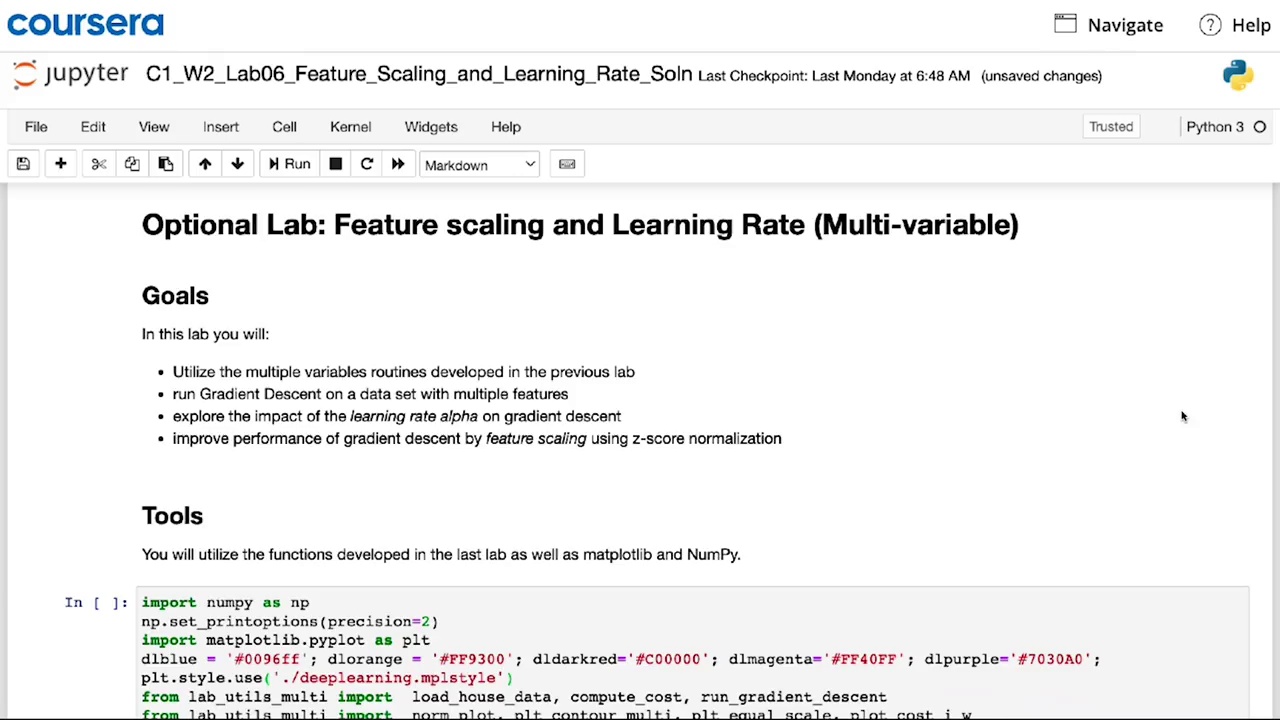 coursera
Navigate
Help
jupyter C1_W2_Lab06_Feature_Scaling_and_Learning_Rate_Soln Last Checkpoint: Last Monday at 6:48 AM (unsaved changes)
File Edit View Insert Cell Kernel Widgets Help Trusted Python 3
Run Markdown
Optional Lab: Feature scaling and Learning Rate (Multi-variable)
Goals
In this lab you will:
• Utilize the multiple variables routines developed in the previous lab
• run Gradient Descent on a data set with multiple features
• explore the impact of the learning rate alpha on gradient descent
• improve performance of gradient descent by feature scaling using z-score normalization
Tools
You will utilize the functions developed in the last lab as well as matplotlib and NumPy.
In [ ]: import numpy as np
np.set_printoptions(precision=2)
import matplotlib.pyplot as plt
dlblue = '#0096ff'; dlorange = '#FF9300'; dldarkred='#C00000'; dlmagenta='#FF40FF'; dlpurple='#7030A0';
plt.style.use('./deeplearning.mplstyle')
from lab_utils_multi import load_house_data, compute_cost, run_gradient_descent
from lab_utils_multi import norm_plot, plt_contour_multi, plt_equal_scale, plot_cost_i_w